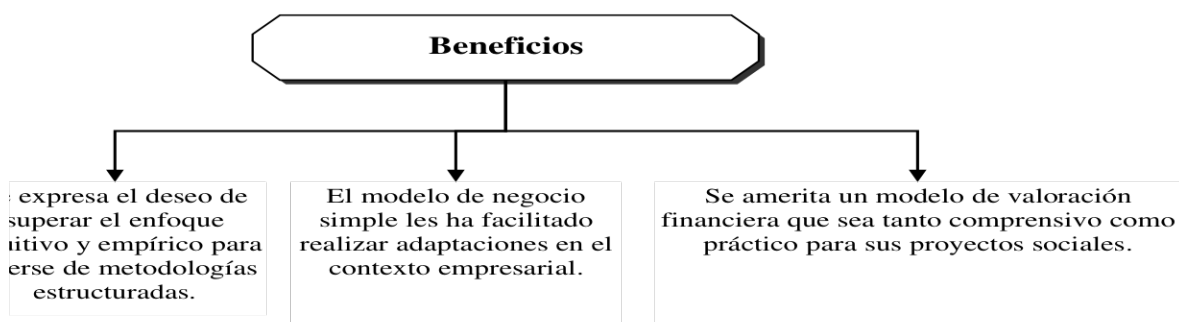 Beneficios
expresa el deseo de
superar el enfoque
y empírico para
de metodologías
estructuradas.
El modelo de negocio
simple les ha facilitado
realizar adaptaciones en el
contexto empresarial.
Se amerita un modelo de valoración
financiera que sea tanto comprensivo como
práctico para sus proyectos sociales.